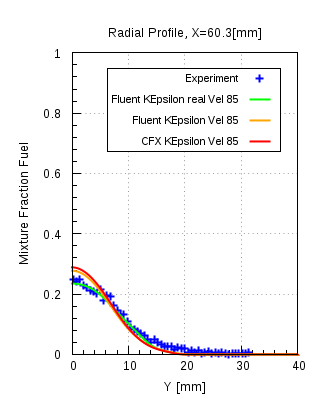 Radial Profile, X=60.3[mm]
1
Experiment
Fluent KEpsilon real Vel 85
0.8
Fluent KEpsilon Vel 85
CFX KEpsilon Vel 85
0.6
Mixture Fraction Fuel
0.4
0.2
0
0 10 20 30 40
Y [mm]